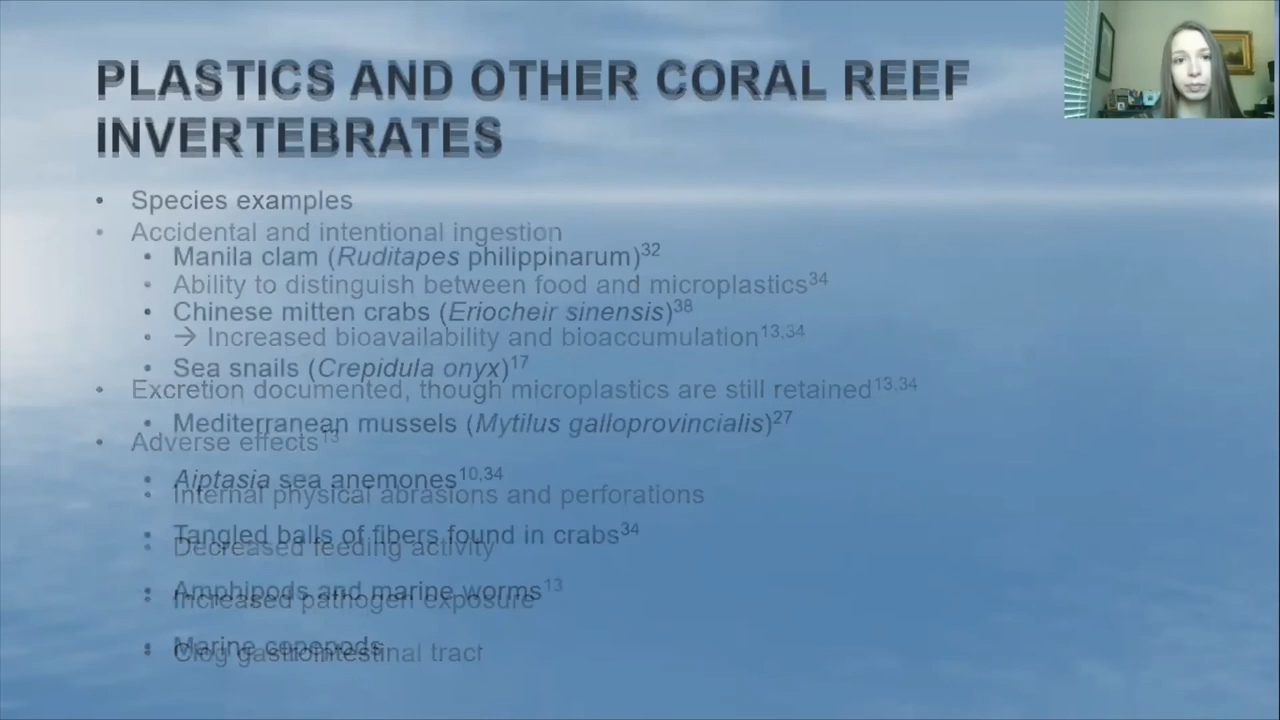 PLASTICS AND OTHER CORAL REEF
INVERTEBRATES
• Species examples
• Accidental and intentional ingestion
• Manila clam (Ruditapes philippinarum)32
• Ability to distinguish between food and microplastics34
• Chinese mitten crabs (Eriocheir sinensis)38
• → Increased bioavailability and bioaccumulation13,34
• Sea snails (Crepidula onyx)17
• Excretion documented, though microplastics are still retained13,34
• Mediterranean mussels (Mytilus galloprovincialis)27
• Adverse effects13
• Aiptasia sea anemones10,34
• Internal physical abrasions and perforations
• Tangled balls of fibers found in crabs34
• Decreased feeding activity
• Amphipods and marine worms13
• Increased pathogen exposure
• Marine copepods
• Clog gastrointestinal tract